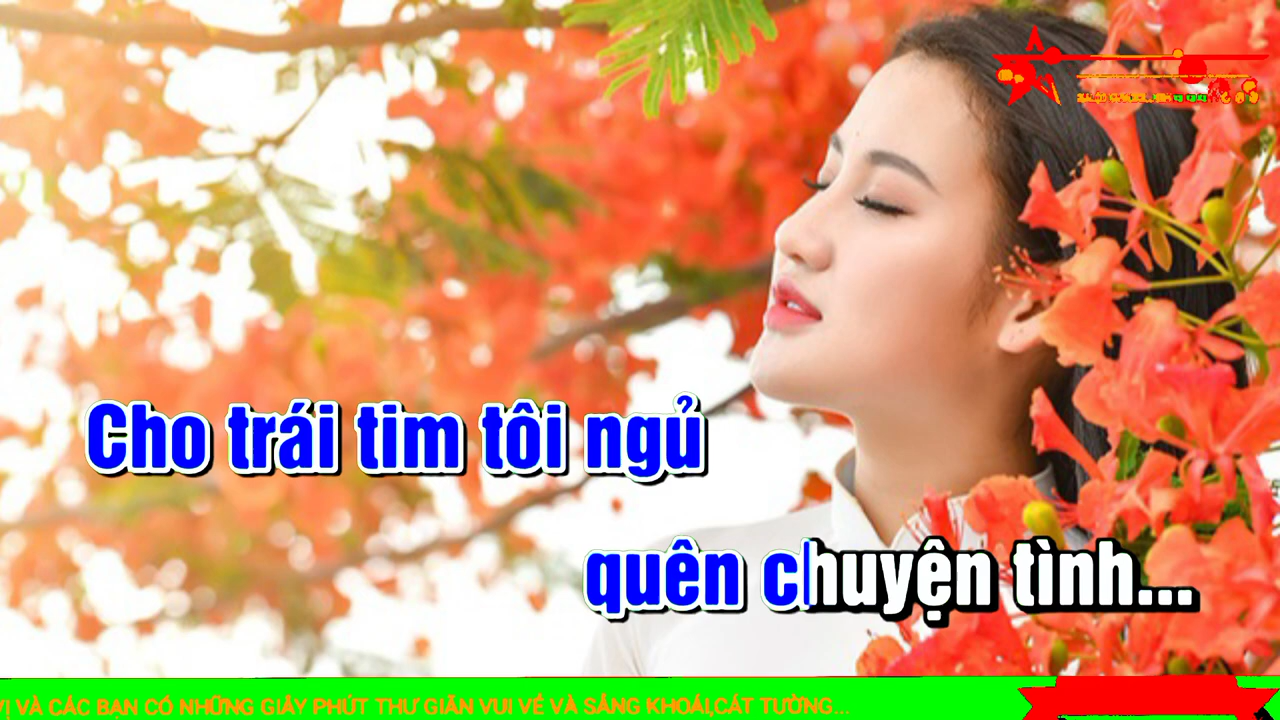 Cho trái tim tôi ngủ
quên chuyện tình...
VỊ VÀ CÁC BẠN CÓ NHỮNG GIÂY PHÚT THƯ GIÃN VUI VẺ VÀ SẢNG KHOÁI,CÁT TƯỜNG...